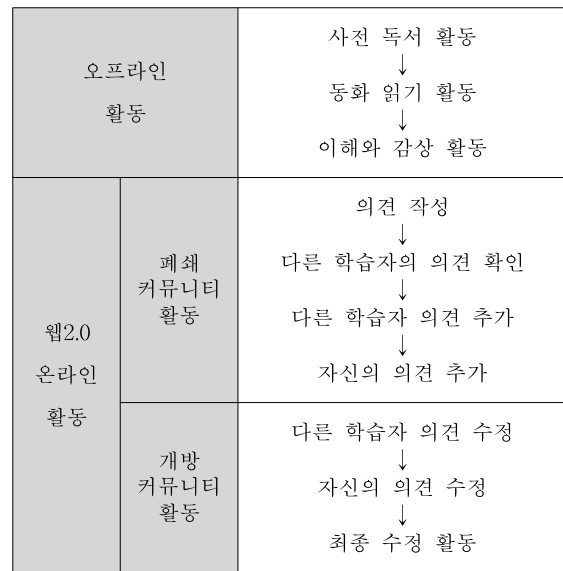 오프라인
활동
사전 독서 활동
↓
동화 읽기 활동
↓
이해와 감상 활동
웹2.0
온라인
활동
폐쇄
커뮤니티
활동
의견 작성
↓
다른 학습자의 의견 확인
↓
다른 학습자 의견 추가
↓
자신의 의견 추가
개방
커뮤니티
활동
다른 학습자 의견 수정
↓
자신의 의견 수정
↓
최종 수정 활동